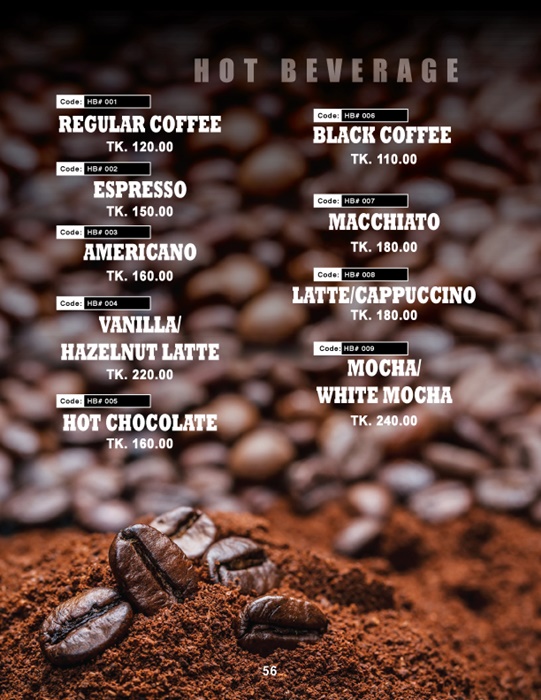 HOT BEVERAGE
Code: HB# 001
REGULAR COFFEE
TK. 120.00
Code: HB# 002
ESPRESSO
TK. 150.00
Code: HB# 003
AMERICANO
TK. 160.00
Code: HB# 004
VANILLA/
HAZELNUT LATTE
TK. 220.00
Code: HB# 005
HOT CHOCOLATE
TK. 160.00
Code: HB# 006
BLACK COFFEE
TK. 110.00
Code: HB# 007
MACCHIATO
TK. 180.00
Code: HB# 008
LATTE/CAPPUCCINO
TK. 180.00
Code: HB# 009
MOCHA/
WHITE MOCHA
TK. 240.00
56